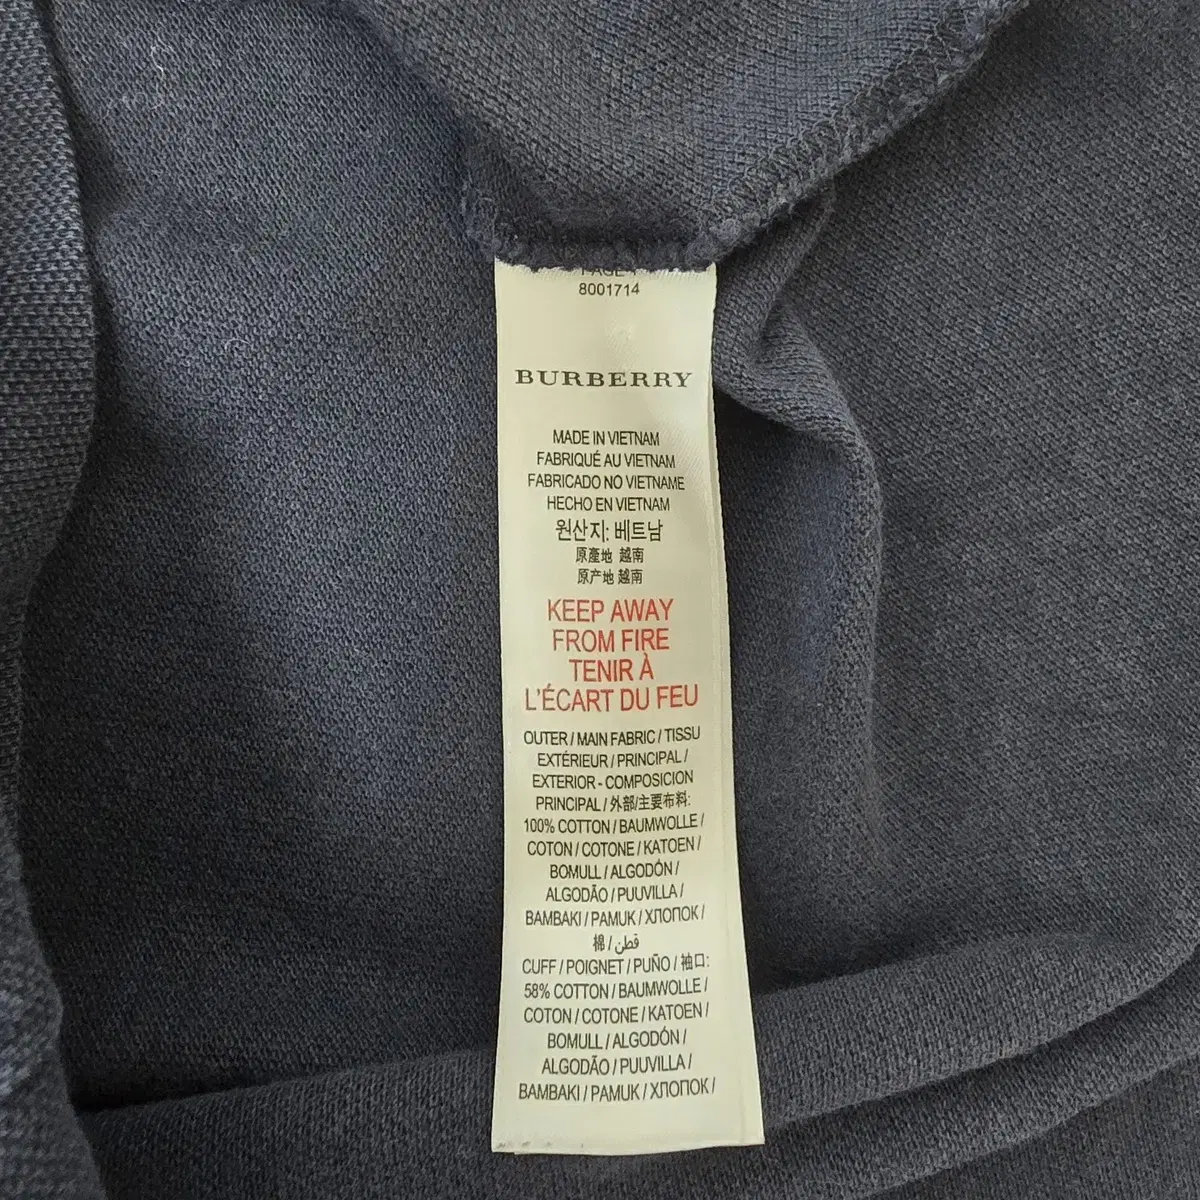 PAGE 1
8001714
BURBERRY
MADE IN VIETNAM
FABRIQUÉ AU VIETNAM
FABRICADO NO VIETNAME
HECHO EN VIETNAM
원산지: 베트남
原產地 越南
原产地 越南
KEEP AWAY
FROM FIRE
TENIR À
L'ÉCART DU FEU
OUTER / MAIN FABRIC / TISSU
EXTÉRIEUR / PRINCIPAL /
EXTERIOR - COMPOSICION
PRINCIPAL / 外部/主要布料:
100% COTTON / BAUMWOLLE /
COTON / COTONE / KATOEN /
BOMULL / ALGODÓN /
ALGODÃO / PUUVILLA /
BAMBAKI / PAMUK / ХЛОПОК /
棉 / قطن
CUFF / POIGNET / PUÑO / 袖口:
58% COTTON / BAUMWOLLE /
COTON / COTONE / KATOEN /
BOMULL / ALGODÓN /
ALGODÃO / PUUVILLA /
BAMBAKI / PAMUK / ХЛОПОК /